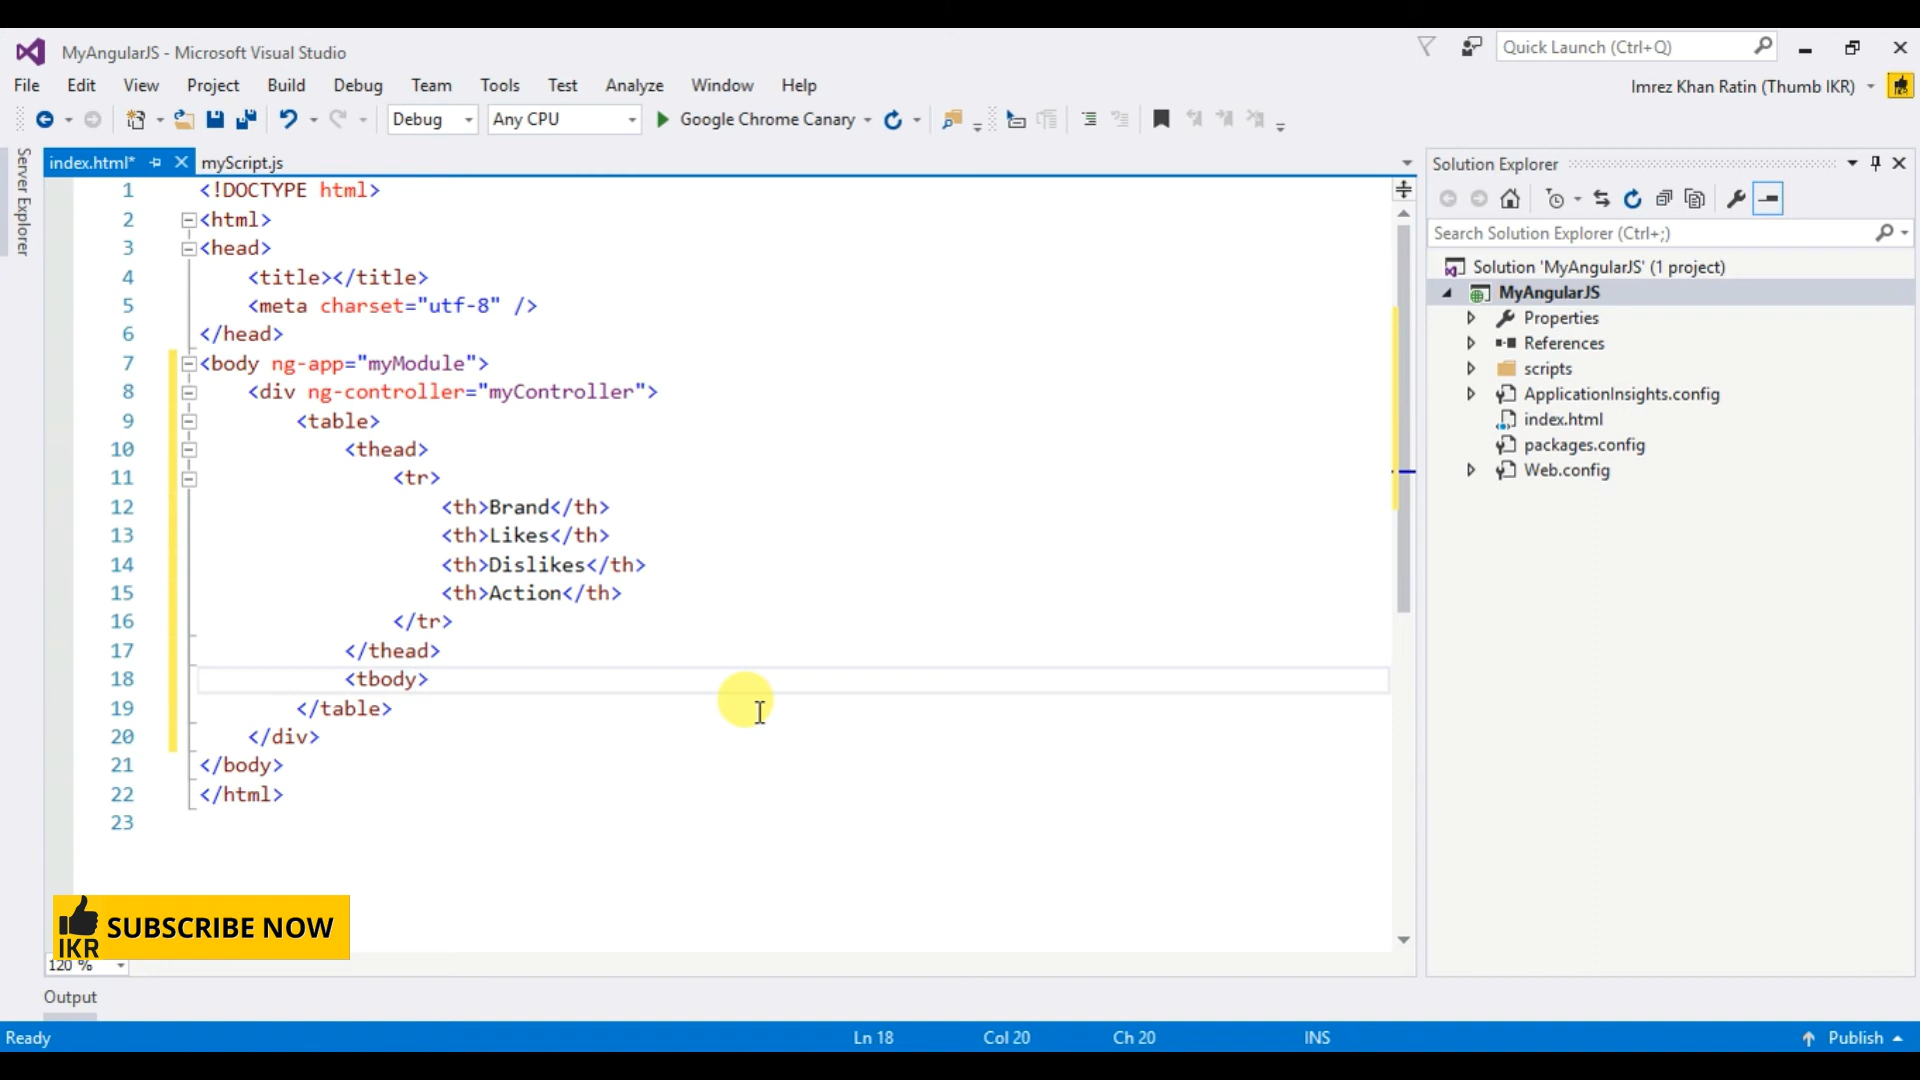 MyAngularJS - Microsoft Visual Studio
Quick Launch (Ctrl+Q)
File Edit View Project Build Debug Team Tools Test Analyze Window Help
Imrez Khan Ratin (Thumb IKR)
Debug Any CPU Google Chrome Canary
Server Explorer
index.html* myScript.js
1 <!DOCTYPE html>
2 <html>
3 <head>
4 <title></title>
5 <meta charset="utf-8" />
6 </head>
7 <body ng-app="myModule">
8 <div ng-controller="myController">
9 <table>
10 <thead>
11 <tr>
12 <th>Brand</th>
13 <th>Likes</th>
14 <th>Dislikes</th>
15 <th>Action</th>
16 </tr>
17 </thead>
18 <tbody>
19 </table>
20 </div>
21 </body>
22 </html>
23
IKR SUBSCRIBE NOW
120 %
Output
Solution Explorer
Search Solution Explorer (Ctrl+;)
Solution 'MyAngularJS' (1 project)
MyAngularJS
Properties
References
scripts
ApplicationInsights.config
index.html
packages.config
Web.config
Ready Ln 18 Col 20 Ch 20 INS Publish